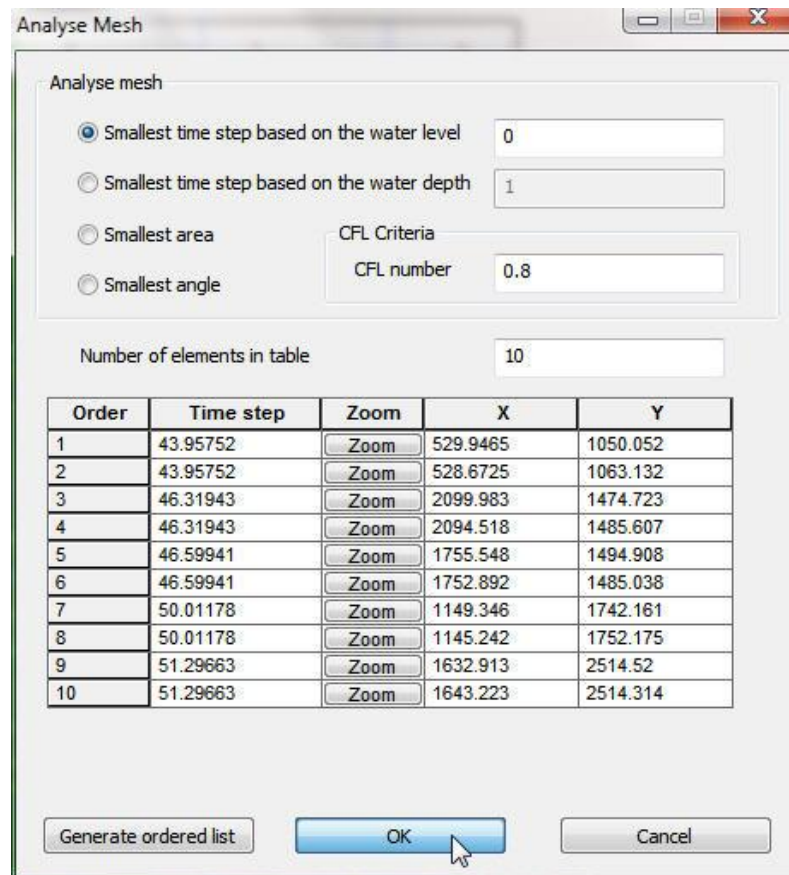 Analyse Mesh
Analyse mesh
Smallest time step based on the water level 0
Smallest time step based on the water depth 1
Smallest area
CFL Criteria
CFL number 0.8
Smallest angle
Number of elements in table 10
Order Time step Zoom X Y
1 43.95752 Zoom 529.9465 1050.052
2 43.95752 Zoom 528.6725 1063.132
3 46.31943 Zoom 2099.983 1474.723
4 46.31943 Zoom 2094.518 1485.607
5 46.59941 Zoom 1755.548 1494.908
6 46.59941 Zoom 1752.892 1485.038
7 50.01178 Zoom 1149.346 1742.161
8 50.01178 Zoom 1145.242 1752.175
9 51.29663 Zoom 1632.913 2514.52
10 51.29663 Zoom 1643.223 2514.314
Generate ordered list OK Cancel